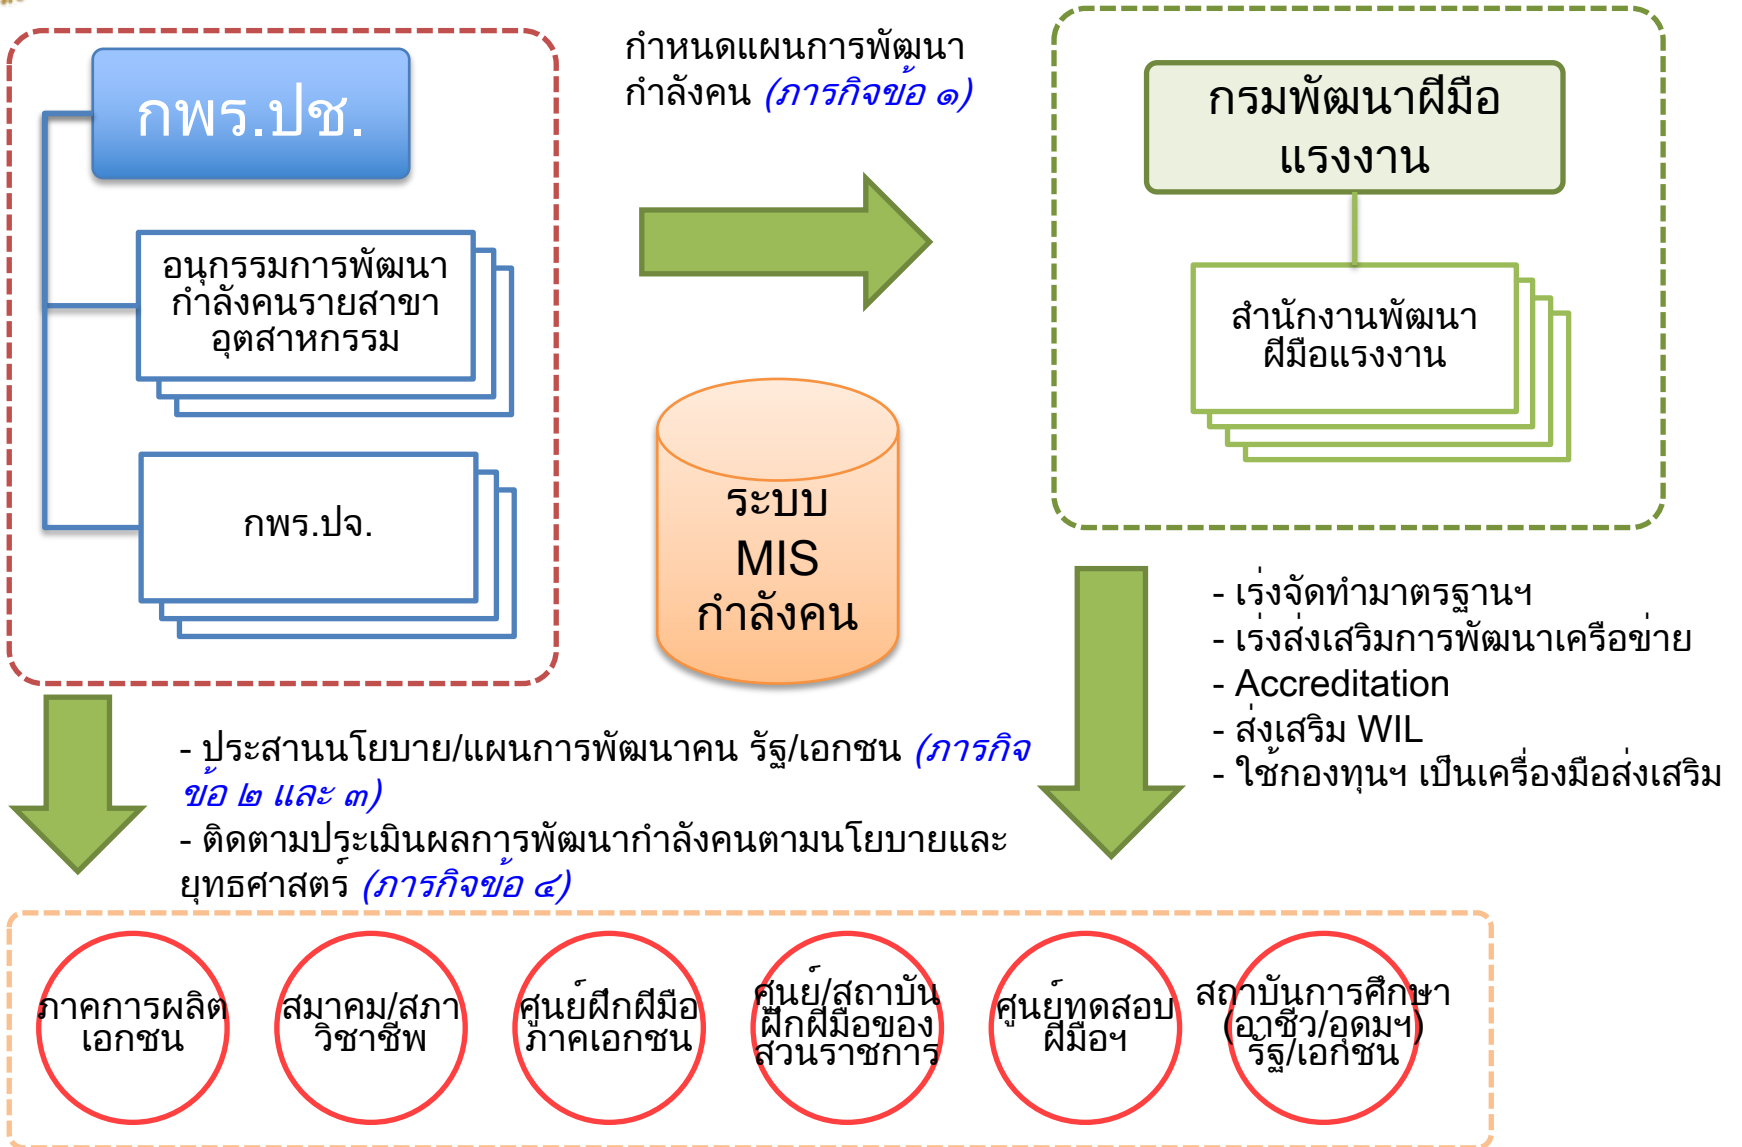 กพร.ปช.
อนุกรรมการพัฒนา
กำลังคนรายสาขา
อุตสาหกรรม
กพร.ปจ.
กำหนดแผนการพัฒนา
กำลังคน (ภารกิจข้อ ๑)
ระบบ
MIS
กำลังคน
กรมพัฒนาฝีมือ
แรงงาน
สำนักงานพัฒนา
ฝีมือแรงงาน
- ประสานนโยบาย/แผนการพัฒนาคน รัฐ/เอกชน (ภารกิจ
ข้อ ๒ และ ๓)
- ติดตามประเมินผลการพัฒนากำลังคนตามนโยบายและ
ยุทธศาสตร์ (ภารกิจข้อ ๔)
- เร่งจัดทำมาตรฐานฯ
- เร่งส่งเสริมการพัฒนาเครือข่าย
- Accreditation
- ส่งเสริม WIL
- ใช้กองทุนฯ เป็นเครื่องมือส่งเสริม
ภาคการผลิต
เอกชน
สมาคม/สภา
วิชาชีพ
ศูนย์ฝึกฝีมือ
ภาคเอกชน
ศูนย์/สถาบัน
ฝึกฝีมือของ
ส่วนราชการ
ศูนย์ทดสอบ
ฝีมือฯ
สถาบันการศึกษา
(อาชีว/อุดมฯ)
รัฐ/เอกชน